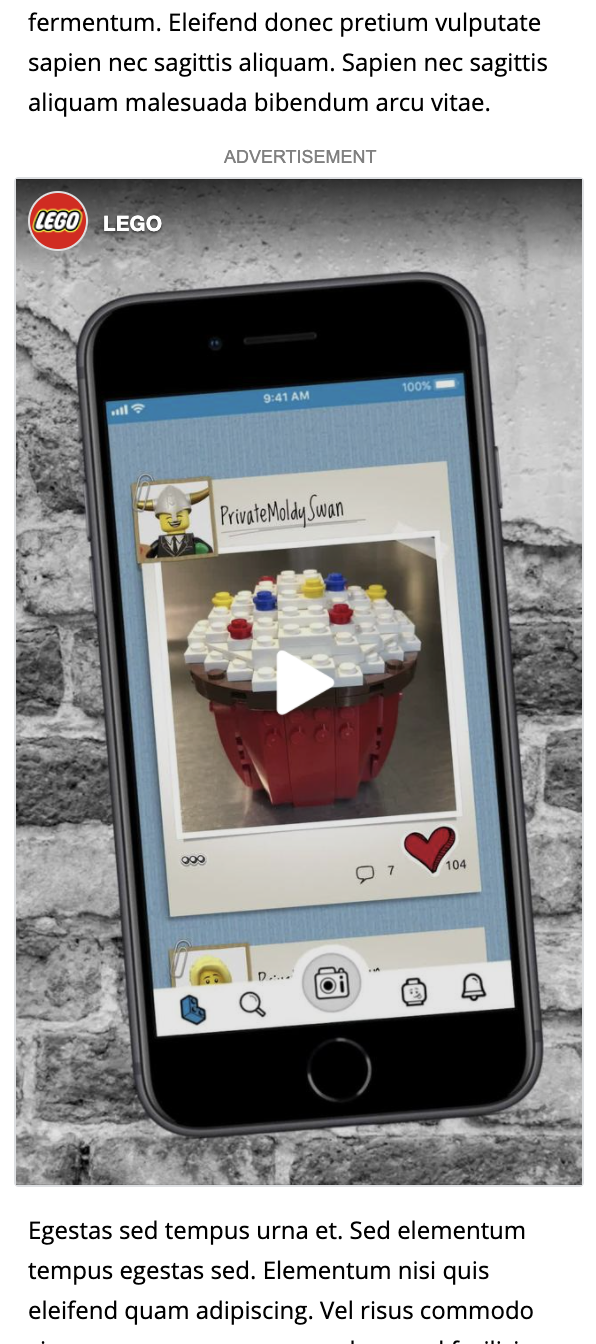 fermentum. Eleifend donec pretium vulputate
sapien nec sagittis aliquam. Sapien nec sagittis
aliquam malesuada bibendum arcu vitae.
ADVERTISEMENT
LEGO
LEGO
9:41 AM
100%
PrivateMoldySwan
7
104
Egestas sed tempus urna et. Sed elementum
tempus egestas sed. Elementum nisi quis
eleifend quam adipiscing. Vel risus commodo